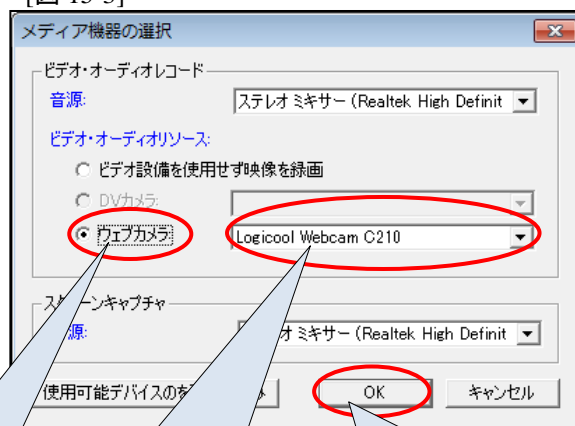 [図 15-3]
メディア機器の選択
ビデオ・オーディオレコード
音源:
ステレオ ミキサー (Realtek High Definit
ビデオ・オーディオリソース:
ビデオ設備を使用せず映像を録画
DVカメラ:
ウェブカメラ:
Logicool Webcam C210
ーンキャプチャ
源:
オ ミキサー (Realtek High Definit
使用可能デバイスのを
OK
キャンセル